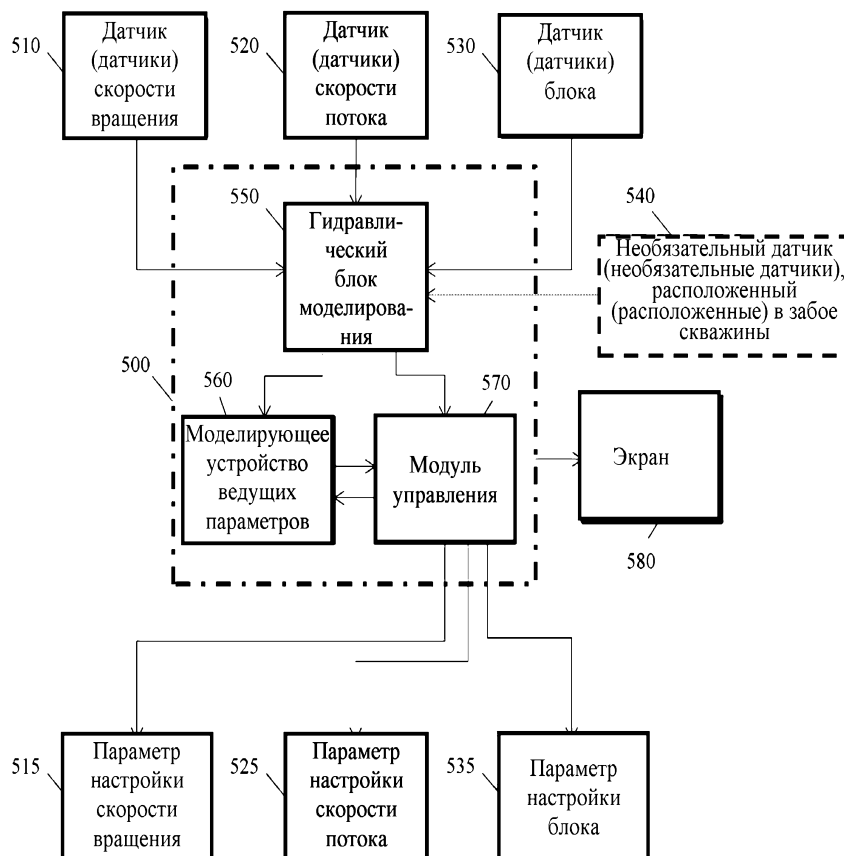 510
Датчик
(датчики)
скорости
вращения
520
Датчик
(датчики)
скорости
потока
530
Датчик
(датчики)
блока
540
Необязательный датчик
(необязательные датчики),
расположенный
(расположенные) в забое
скважины
550
Гидравли-
ческий
блок
моделирова-
ния
500
560
Моделирующее
устройство
ведущих
параметров
570
Модуль
управления
Экран
580
515
Параметр
настройки
скорости
вращения
525
Параметр
настройки
скорости
потока
535
Параметр
настройки
блока